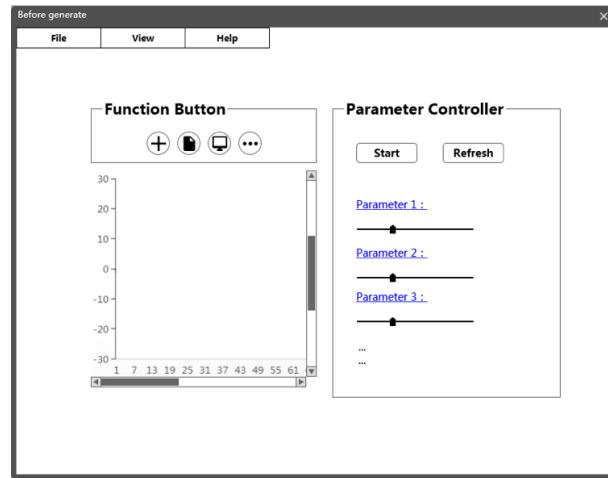 Before generate
File View Help
Function Button
Parameter Controller
Start Refresh
Parameter 1 :
Parameter 2 :
Parameter 3 :
...
...
30
20
10
0
-10
-20
-30
1 7 13 19 25 31 37 43 49 55 61